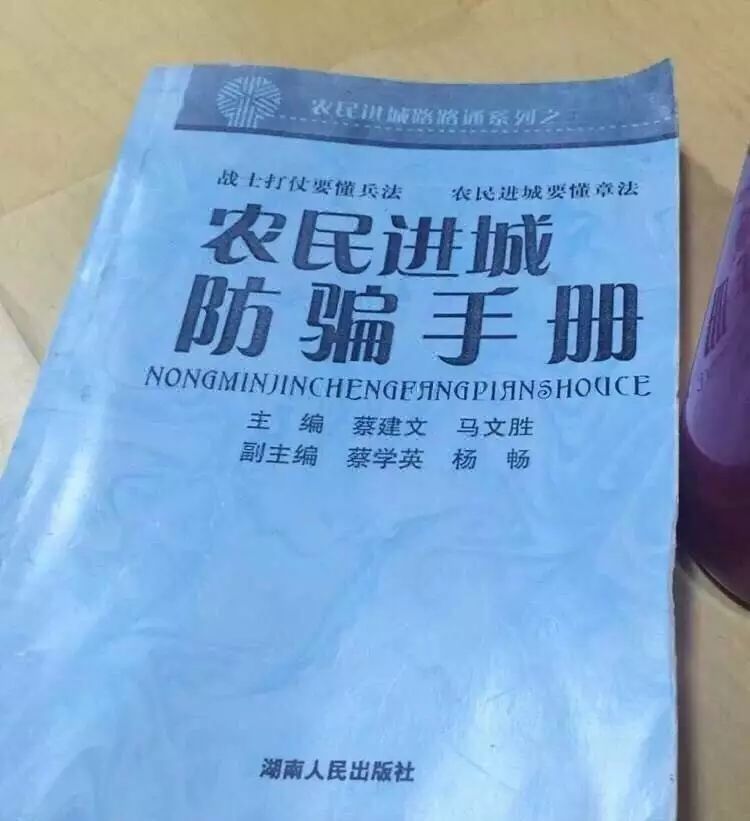 农民进城路路通系列之
战士打仗要懂兵法 农民进城要懂章法
农民进城
防骗手册
NONGMINJINCHENGFANGPIANSHOUCE
主 编 蔡建文 马文胜
副主编 蔡学英 杨 畅
湖南人民出版社